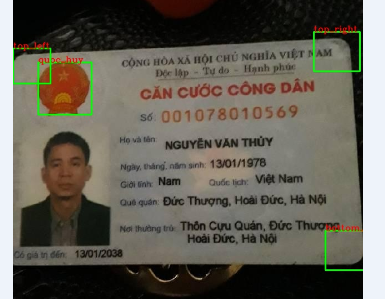 top_left
top_right
quoc_huy
CỘNG HÒA XÃ HỘI CHỦ NGHĨA VIỆT NAM
Độc lập - Tự do - Hạnh phúc
CĂN CƯỚC CÔNG DÂN
Số 001078010569
Họ và tên: NGUYỄN VĂN THỦY
Ngày, tháng, năm sinh: 13/01/1978
Giới tính: Nam Quốc tịch: Việt Nam
Quê quán: Đức Thượng, Hoài Đức, Hà Nội
Nơi thường trú: Thôn Cựu Quán, Đức Thượng
Hoài Đức, Hà Nội
Có giá trị đến: 13/01/2038